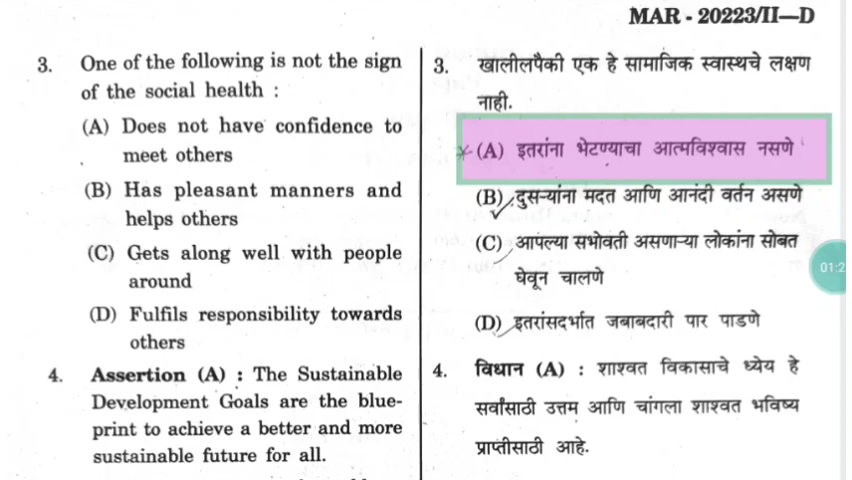 MAR - 20223/II—D
3. One of the following is not the sign
of the social health :
(A) Does not have confidence to
meet others
(B) Has pleasant manners and
helps others
(C) Gets along well with people
around
(D) Fulfils responsibility towards
others
4. Assertion (A) : The Sustainable
Development Goals are the blue-
print to achieve a better and more
sustainable future for all.
3. खालीलपैकी एक हे सामाजिक स्वास्थचे लक्षण
नाही.
(A) इतरांना भेटण्याचा आत्मविश्वास नसणे
(B) दुसऱ्यांना मदत आणि आनंदी वर्तन असणे
(C) आपल्या सभोवती असणाऱ्या लोकांना सोबत
घेवून चालणे
(D) इतरांसदर्भात जबाबदारी पार पाडणे
4. विधान (A) : शाश्वत विकासाचे ध्येय हे
सर्वांसाठी उत्तम आणि चांगला शाश्वत भविष्य
प्राप्तीसाठी आहे.